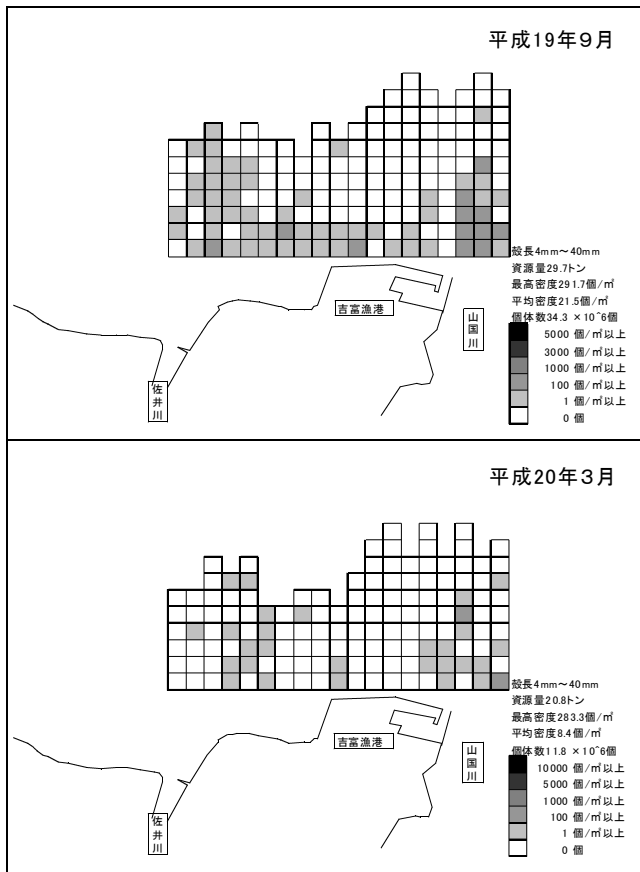 平成19年9月
殻長4mm～40mm
資源量29.7トン
最高密度291.7個/㎡
平均密度21.5個/㎡
個体数34.3 ×10^6個
5000 個/㎡以上
3000 個/㎡以上
1000 個/㎡以上
100 個/㎡以上
1 個/㎡以上
0 個
吉富漁港
山国川
佐井川
平成20年3月
殻長4mm～40mm
資源量20.8トン
最高密度283.3個/㎡
平均密度8.4個/㎡
個体数11.8 ×10^6個
10000 個/㎡以上
5000 個/㎡以上
1000 個/㎡以上
100 個/㎡以上
1 個/㎡以上
0 個
吉富漁港
山国川
佐井川